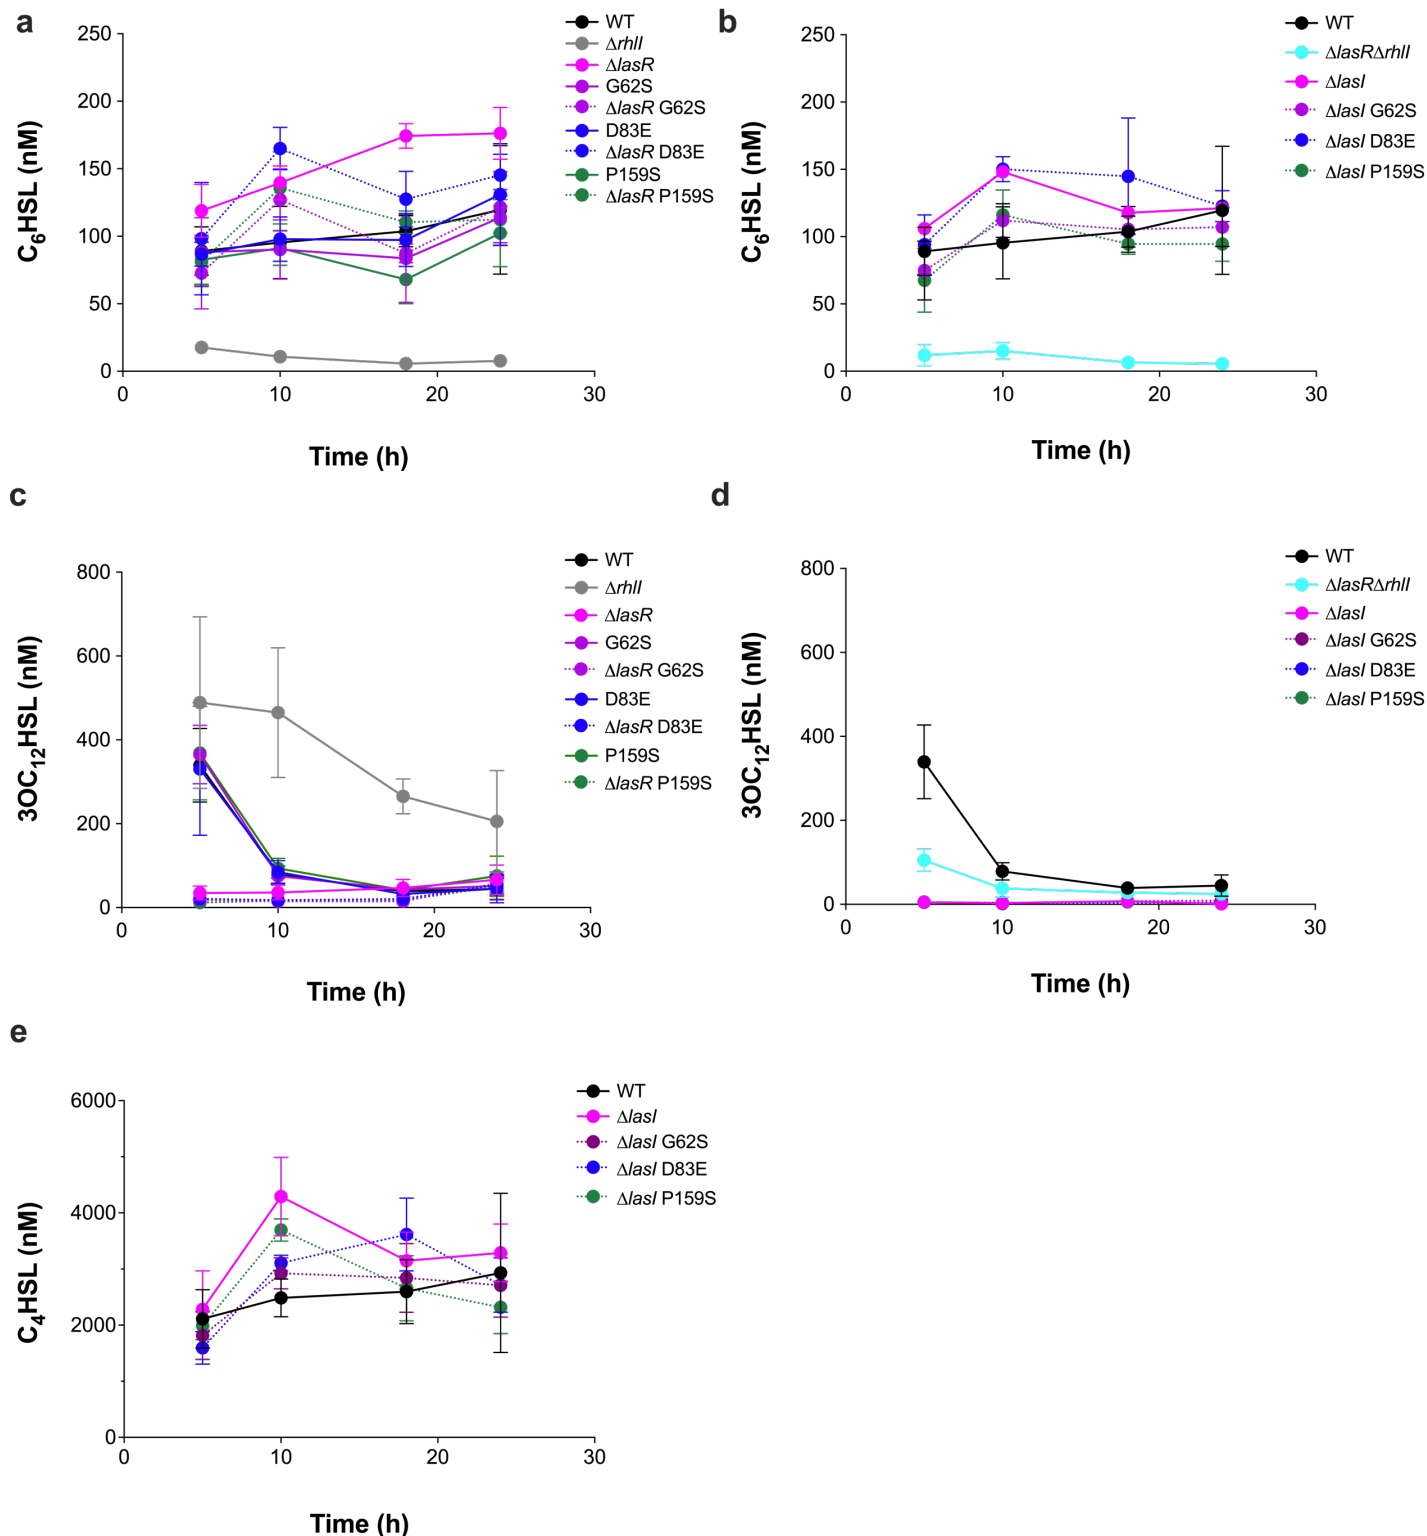 a
WT
ΔrhlI
ΔlasR
G62S
ΔlasR G62S
D83E
ΔlasR D83E
P159S
ΔlasR P159S
250
200
150
100
50
0
C6HSL (nM)
0 10 20 30
Time (h)
b
WT
ΔlasRΔrhlI
ΔlasI
ΔlasI G62S
ΔlasI D83E
ΔlasI P159S
250
200
150
100
50
0
C6HSL (nM)
0 10 20 30
Time (h)
c
WT
ΔrhlI
ΔlasR
G62S
ΔlasR G62S
D83E
ΔlasR D83E
P159S
ΔlasR P159S
800
600
400
200
0
3OC12HSL (nM)
0 10 20 30
Time (h)
d
WT
ΔlasRΔrhlI
ΔlasI
ΔlasI G62S
ΔlasI D83E
ΔlasI P159S
800
600
400
200
0
3OC12HSL (nM)
0 10 20 30
Time (h)
e
WT
ΔlasI
ΔlasI G62S
ΔlasI D83E
ΔlasI P159S
6000
4000
2000
0
C4HSL (nM)
0 10 20 30
Time (h)